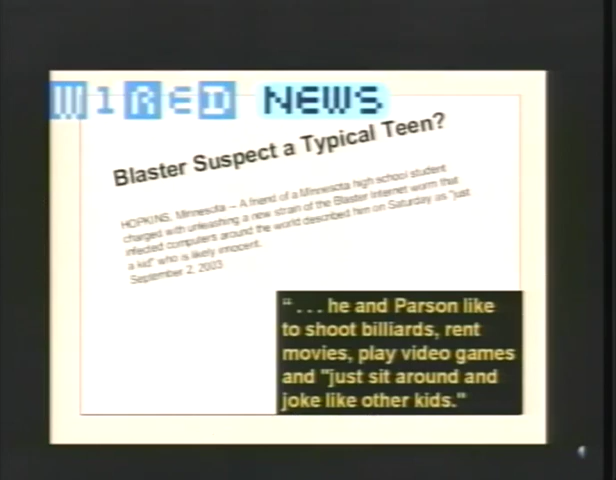 WIRED NEWS
Blaster Suspect a Typical Teen?
HOPKINS, Minnesota -- A friend of a Minnesota high school student
charged with unleashing a new strain of the Blaster Internet worm that
infected computers around the world described him on Saturday as "just
a kid" who is likely innocent.
September 2, 2003
" . . . he and Parson like
to shoot billiards, rent
movies, play video games
and "just sit around and
joke like other kids."